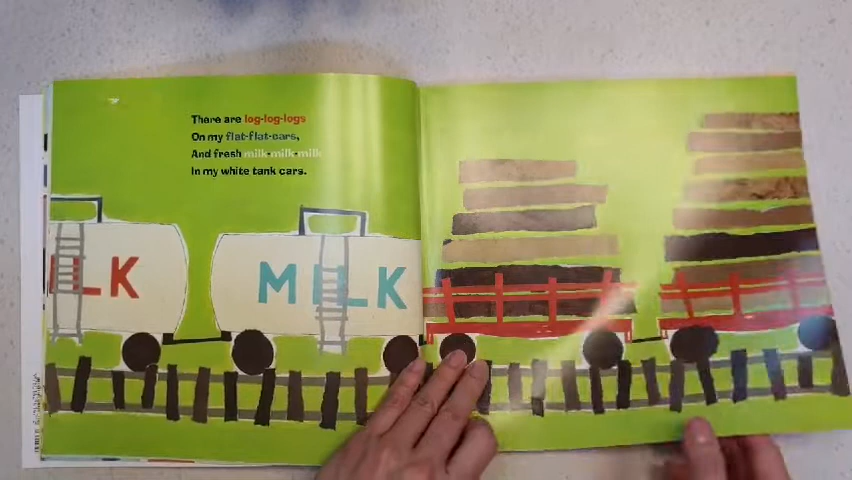 There are log-log-logs
On my flat-flat-cars,
And fresh milk-milk-milk
In my white tank cars.
LK
MILK